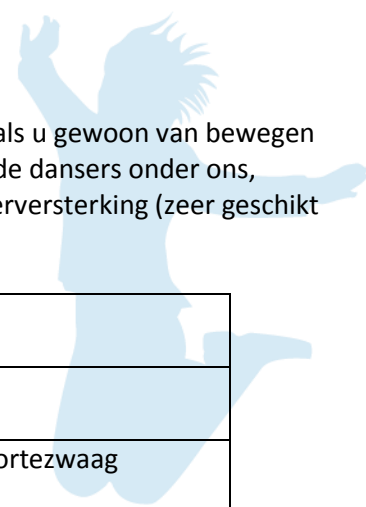 als u gewoon van bewegen
de dansers onder ons,
erversterking (zeer geschikt
ortezwaag